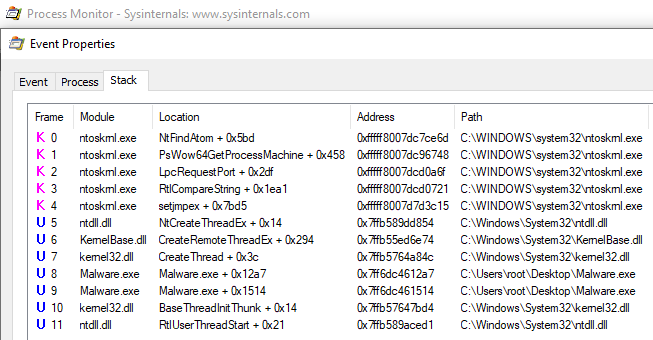 Process Monitor - Sysinternals: www.sysinternals.com
Event Properties
Event Process Stack
Frame Module Location Address Path
K 0 ntoskrnl.exe NtFindAtom + 0x5bd 0xfffff8007dc7ce6d C:\WINDOWS\system32\ntoskrnl.exe
K 1 ntoskrnl.exe PsWow64GetProcessMachine + 0x458 0xfffff8007dc96748 C:\WINDOWS\system32\ntoskrnl.exe
K 2 ntoskrnl.exe LpcRequestPort + 0x2df 0xfffff8007dcd0a6f C:\WINDOWS\system32\ntoskrnl.exe
K 3 ntoskrnl.exe RtlCompareString + 0x1ea1 0xfffff8007dcd0721 C:\WINDOWS\system32\ntoskrnl.exe
K 4 ntoskrnl.exe setjmpex + 0x7bd5 0xfffff8007d7d3c15 C:\WINDOWS\system32\ntoskrnl.exe
U 5 ntdll.dll NtCreateThreadEx + 0x14 0x7ffb589dd854 C:\Windows\System32\ntdll.dll
U 6 KernelBase.dll CreateRemoteThreadEx + 0x294 0x7ffb55ed6e74 C:\Windows\System32\KernelBase.dll
U 7 kernel32.dll CreateThread + 0x3c 0x7ffb5764a84c C:\Windows\System32\kernel32.dll
U 8 Malware.exe Malware.exe + 0x12a7 0x7ff6dc4612a7 C:\Users\root\Desktop\Malware.exe
U 9 Malware.exe Malware.exe + 0x1514 0x7ff6dc461514 C:\Users\root\Desktop\Malware.exe
U 10 kernel32.dll BaseThreadInitThunk + 0x14 0x7ffb57647bd4 C:\Windows\System32\kernel32.dll
U 11 ntdll.dll RtlUserThreadStart + 0x21 0x7ffb589aced1 C:\Windows\System32\ntdll.dll